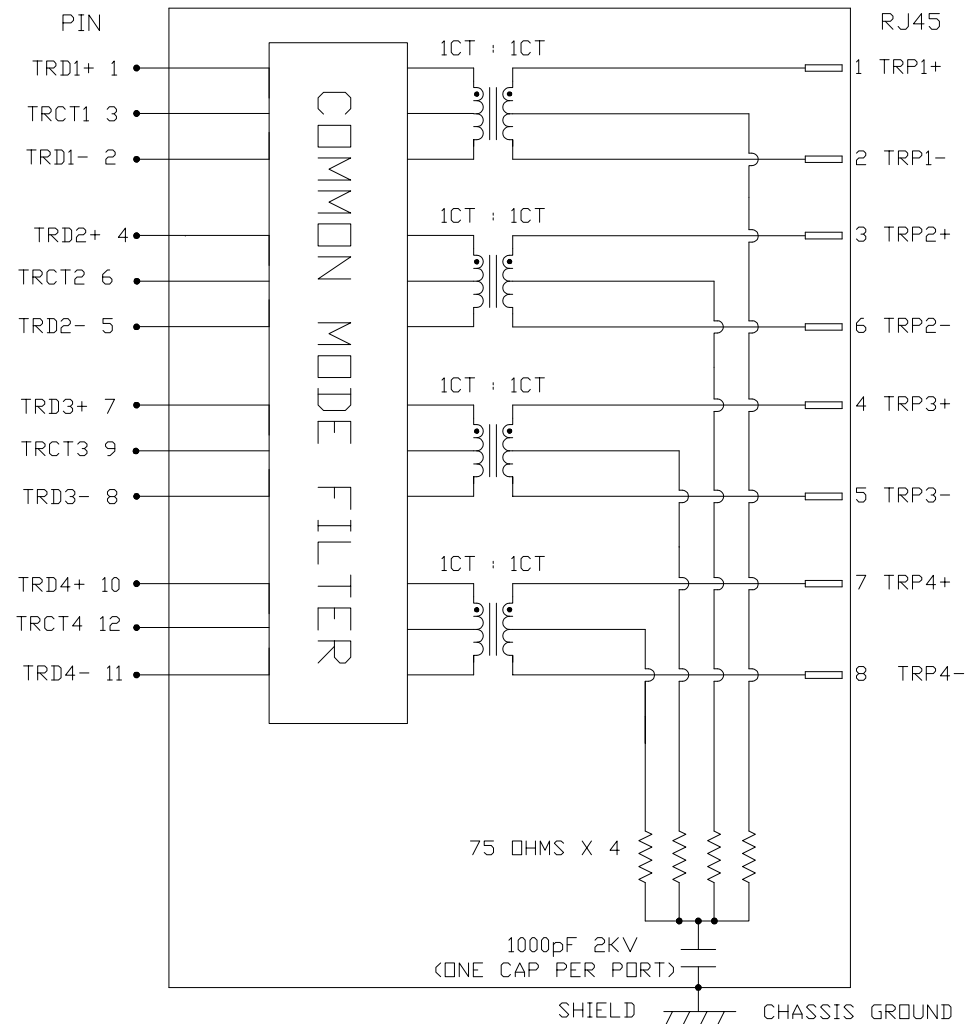 PIN
RJ45
1CT : 1CT
TRD1+ 1
1 TRP1+
TRCT1 3
TRD1- 2
2 TRP1-
1CT : 1CT
TRD2+ 4
3 TRP2+
TRCT2 6
TRD2- 5
6 TRP2-
1CT : 1CT
TRD3+ 7
4 TRP3+
TRCT3 9
TRD3- 8
5 TRP3-
1CT : 1CT
TRD4+ 10
7 TRP4+
TRCT4 12
TRD4- 11
8 TRP4-
COMMON MODE FILTER
75 OHMS X 4
1000pF 2KV
(ONE CAP PER PORT)
SHIELD
CHASSIS GROUND